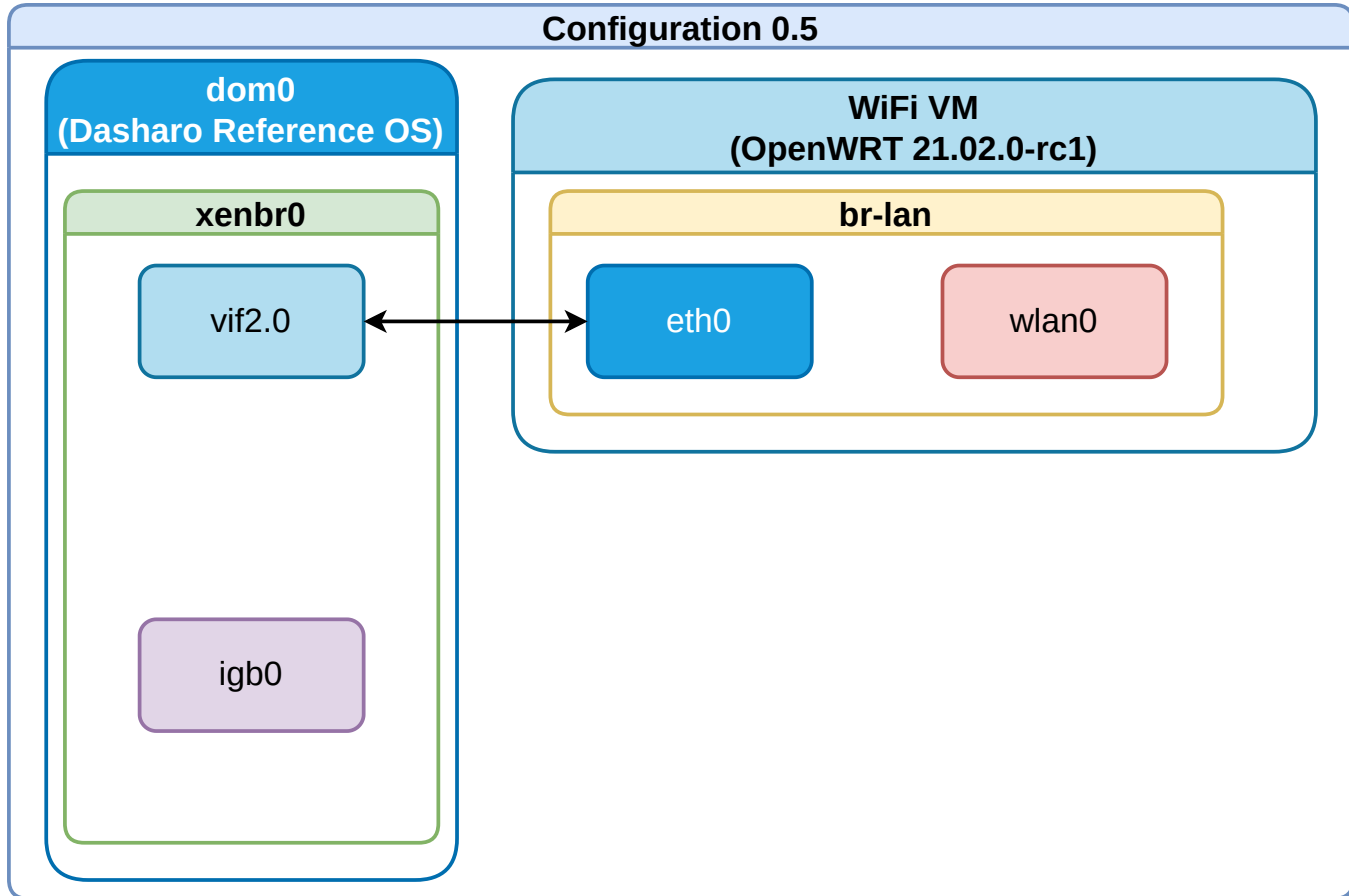 Configuration 0.5
dom0
(Dasharo Reference OS)
xenbr0
vif2.0
igb0
WiFi VM
(OpenWRT 21.02.0-rc1)
br-lan
eth0
wlan0